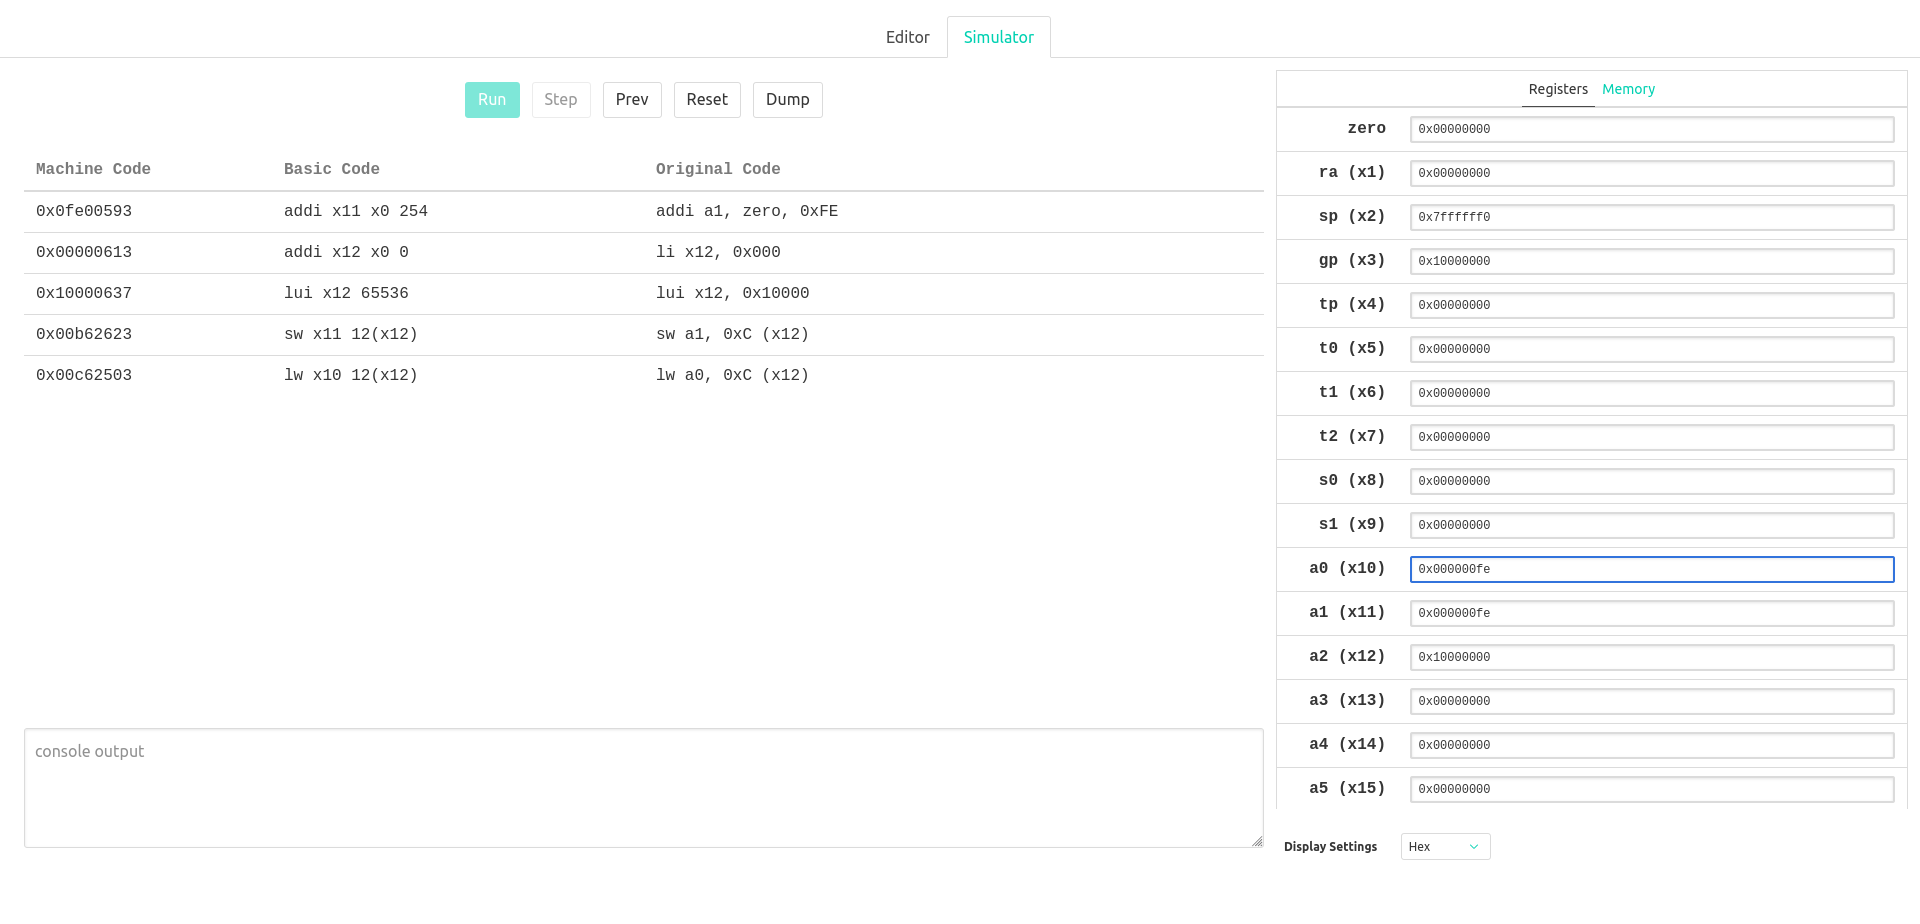 Editor Simulator
Run Step Prev Reset Dump
Machine Code Basic Code Original Code
0x0fe00593 addi x11 x0 254 addi a1, zero, 0xFE
0x00000613 addi x12 x0 0 li x12, 0x000
0x10000637 lui x12 65536 lui x12, 0x10000
0x00b62623 sw x11 12(x12) sw a1, 0xC (x12)
0x00c62503 lw x10 12(x12) lw a0, 0xC (x12)
console output
Registers Memory
zero 0x00000000
ra (x1) 0x00000000
sp (x2) 0x7ffffff0
gp (x3) 0x10000000
tp (x4) 0x00000000
t0 (x5) 0x00000000
t1 (x6) 0x00000000
t2 (x7) 0x00000000
s0 (x8) 0x00000000
s1 (x9) 0x00000000
a0 (x10) 0x000000fe
a1 (x11) 0x000000fe
a2 (x12) 0x10000000
a3 (x13) 0x00000000
a4 (x14) 0x00000000
a5 (x15) 0x00000000
Display Settings Hex